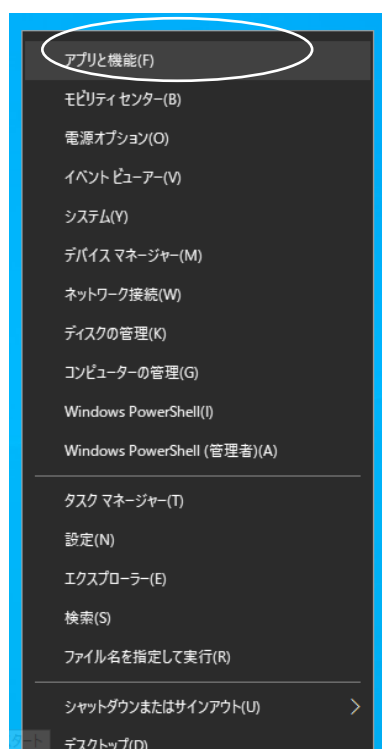 アプリと機能(F)
モビリティ センター(B)
電源オプション(O)
イベント ビューアー(V)
システム(Y)
デバイス マネージャー(M)
ネットワーク接続(W)
ディスクの管理(K)
コンピューターの管理(G)
Windows PowerShell(I)
Windows PowerShell (管理者)(A)
タスク マネージャー(T)
設定(N)
エクスプローラー(E)
検索(S)
ファイル名を指定して実行(R)
シャットダウンまたはサインアウト(U)
デスクトップ(D)